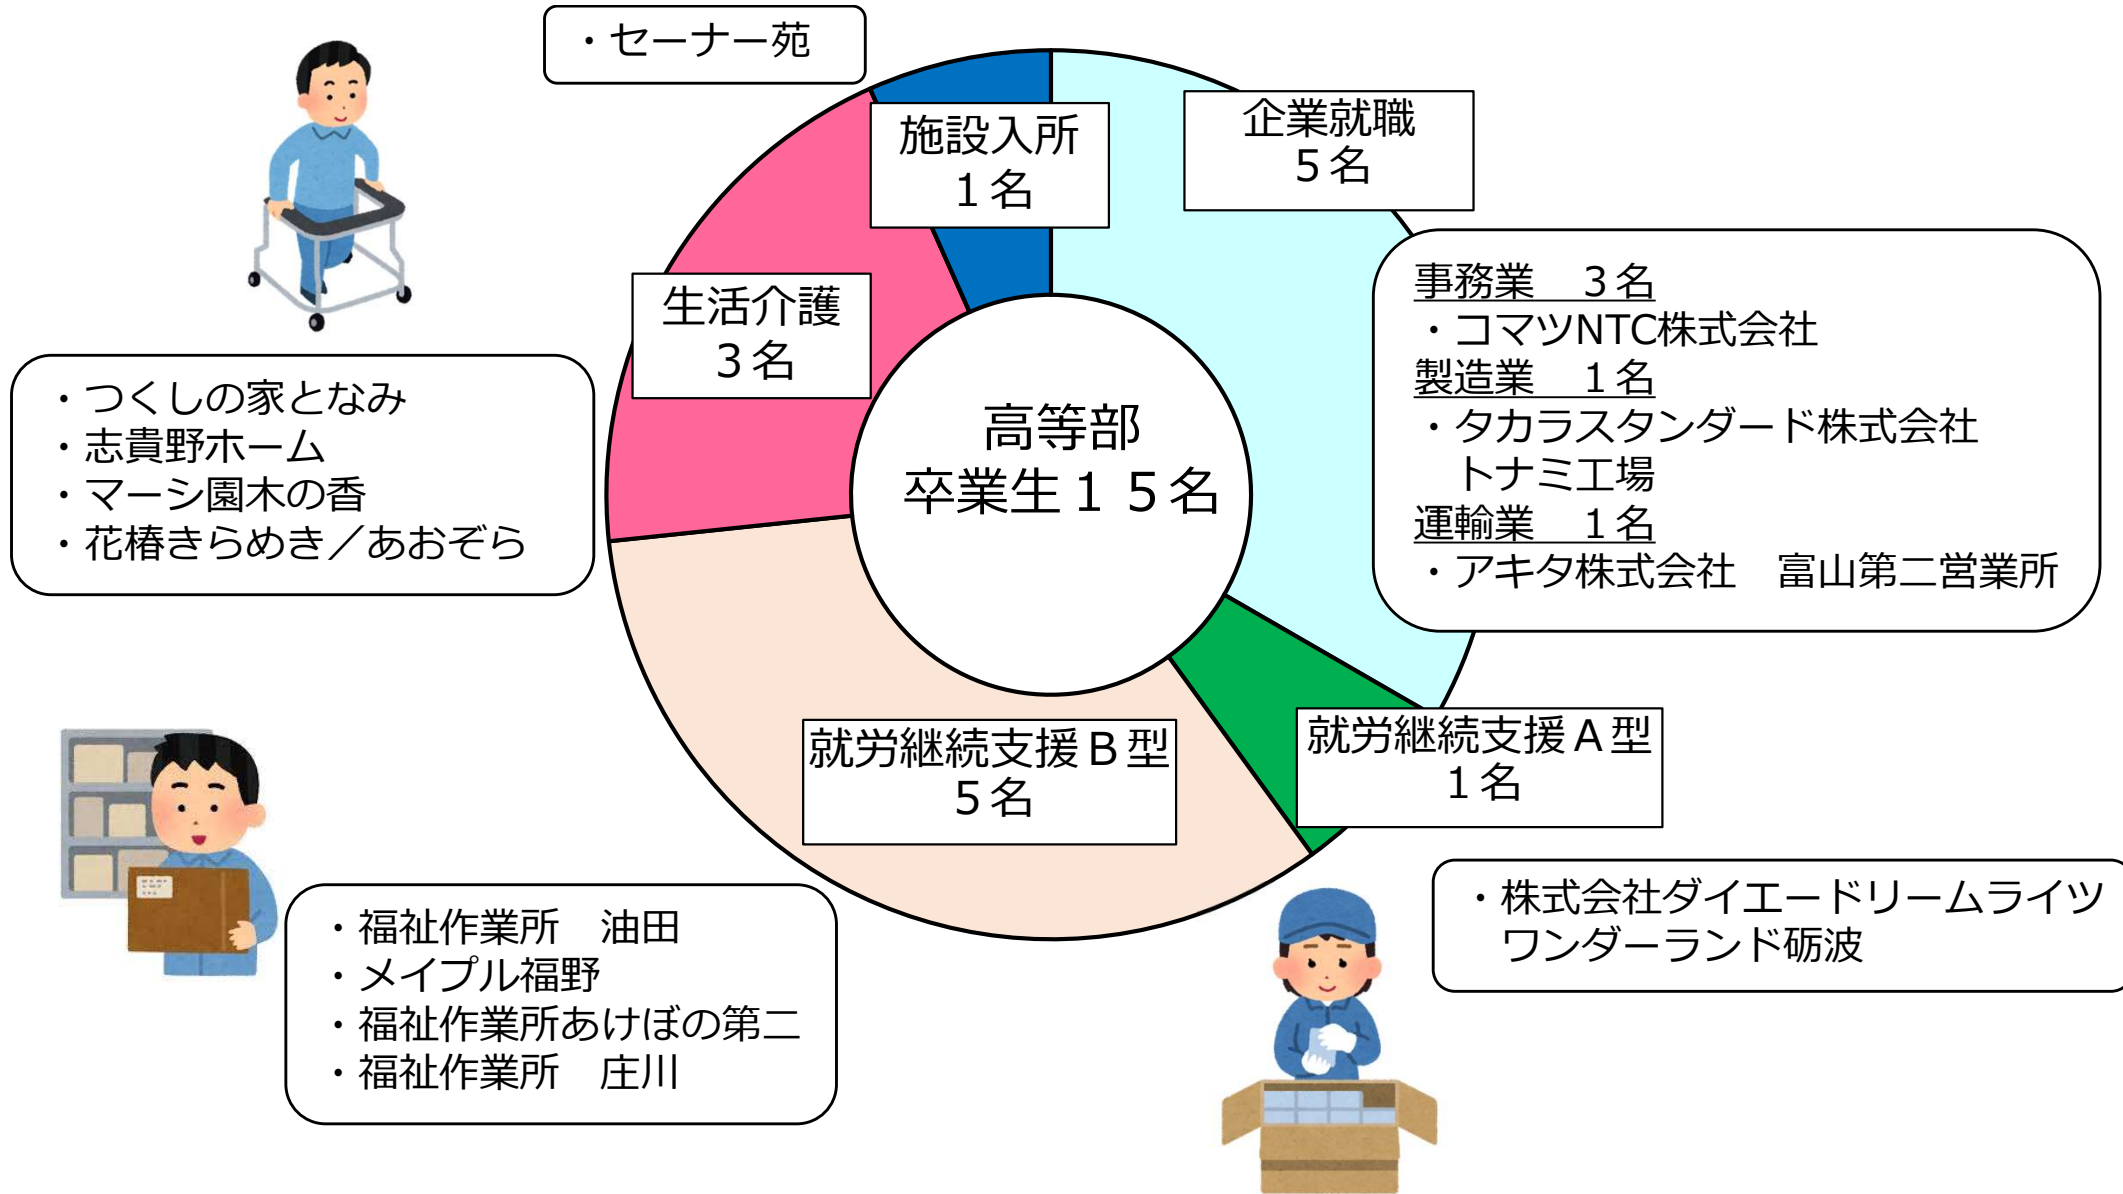 ・セーナー苑
施設入所
１名
企業就職
５名
事務業　３名
・コマツNTC株式会社
製造業　１名
・タカラスタンダード株式会社
トナミ工場
運輸業　１名
・アキタ株式会社　富山第二営業所
生活介護
３名
・つくしの家となみ
・志貴野ホーム
・マーシ園木の香
・花椿きらめき／あおぞら
高等部
卒業生１５名
就労継続支援Ｂ型
５名
就労継続支援Ａ型
１名
・株式会社ダイエードリームライツ
ワンダーランド砺波
・福祉作業所　油田
・メイプル福野
・福祉作業所あけぼの第二
・福祉作業所　庄川